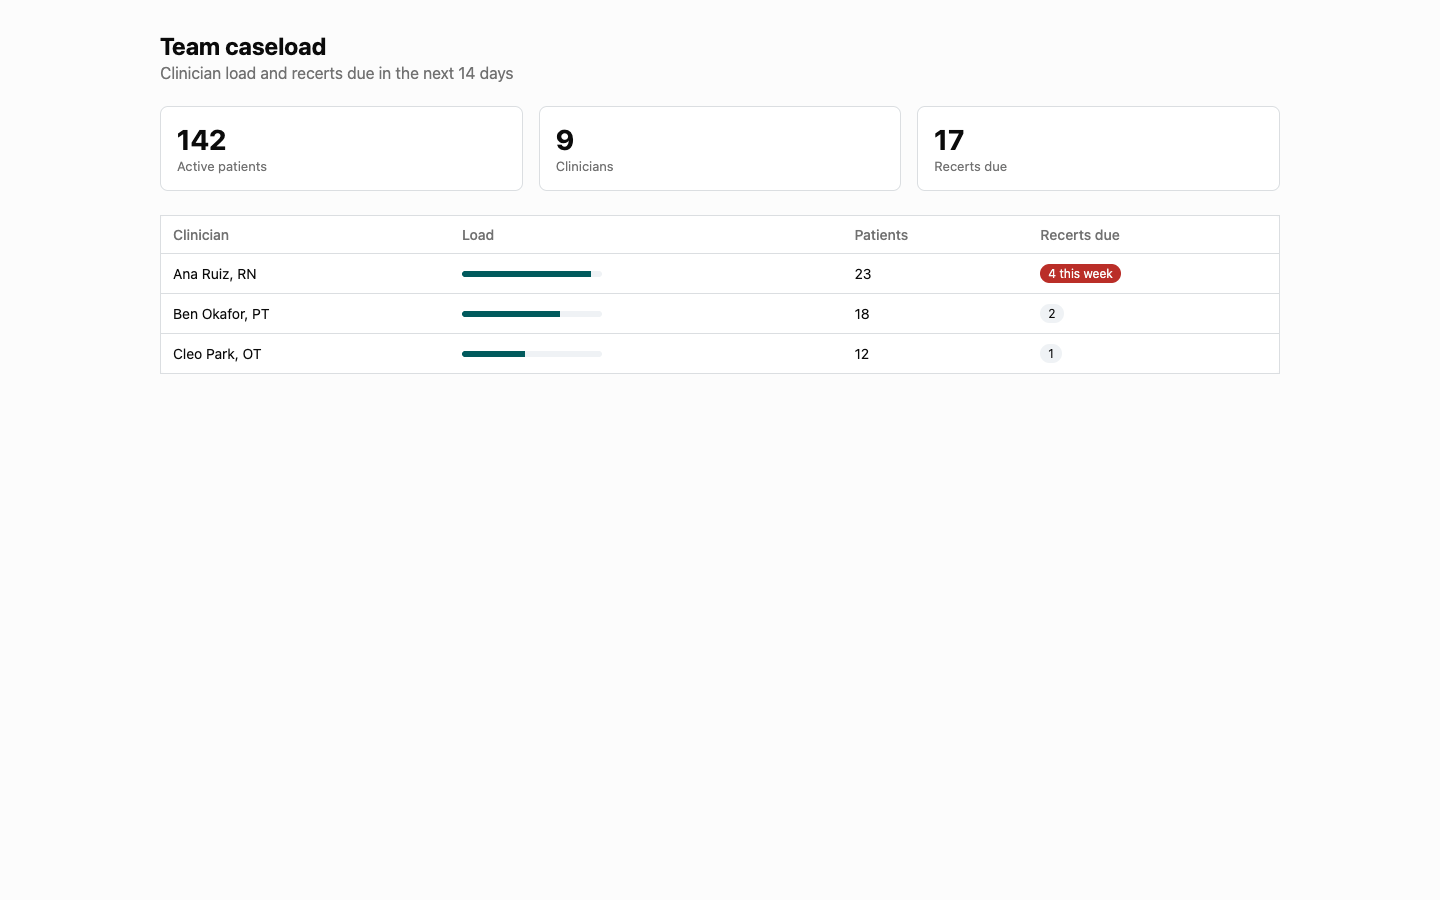 Team caseload
Clinician load and recerts due in the next 14 days
142
Active patients
9
Clinicians
17
Recerts due
Clinician Load Patients Recerts due
Ana Ruiz, RN 23 4 this week
Ben Okafor, PT 18 2
Cleo Park, OT 12 1